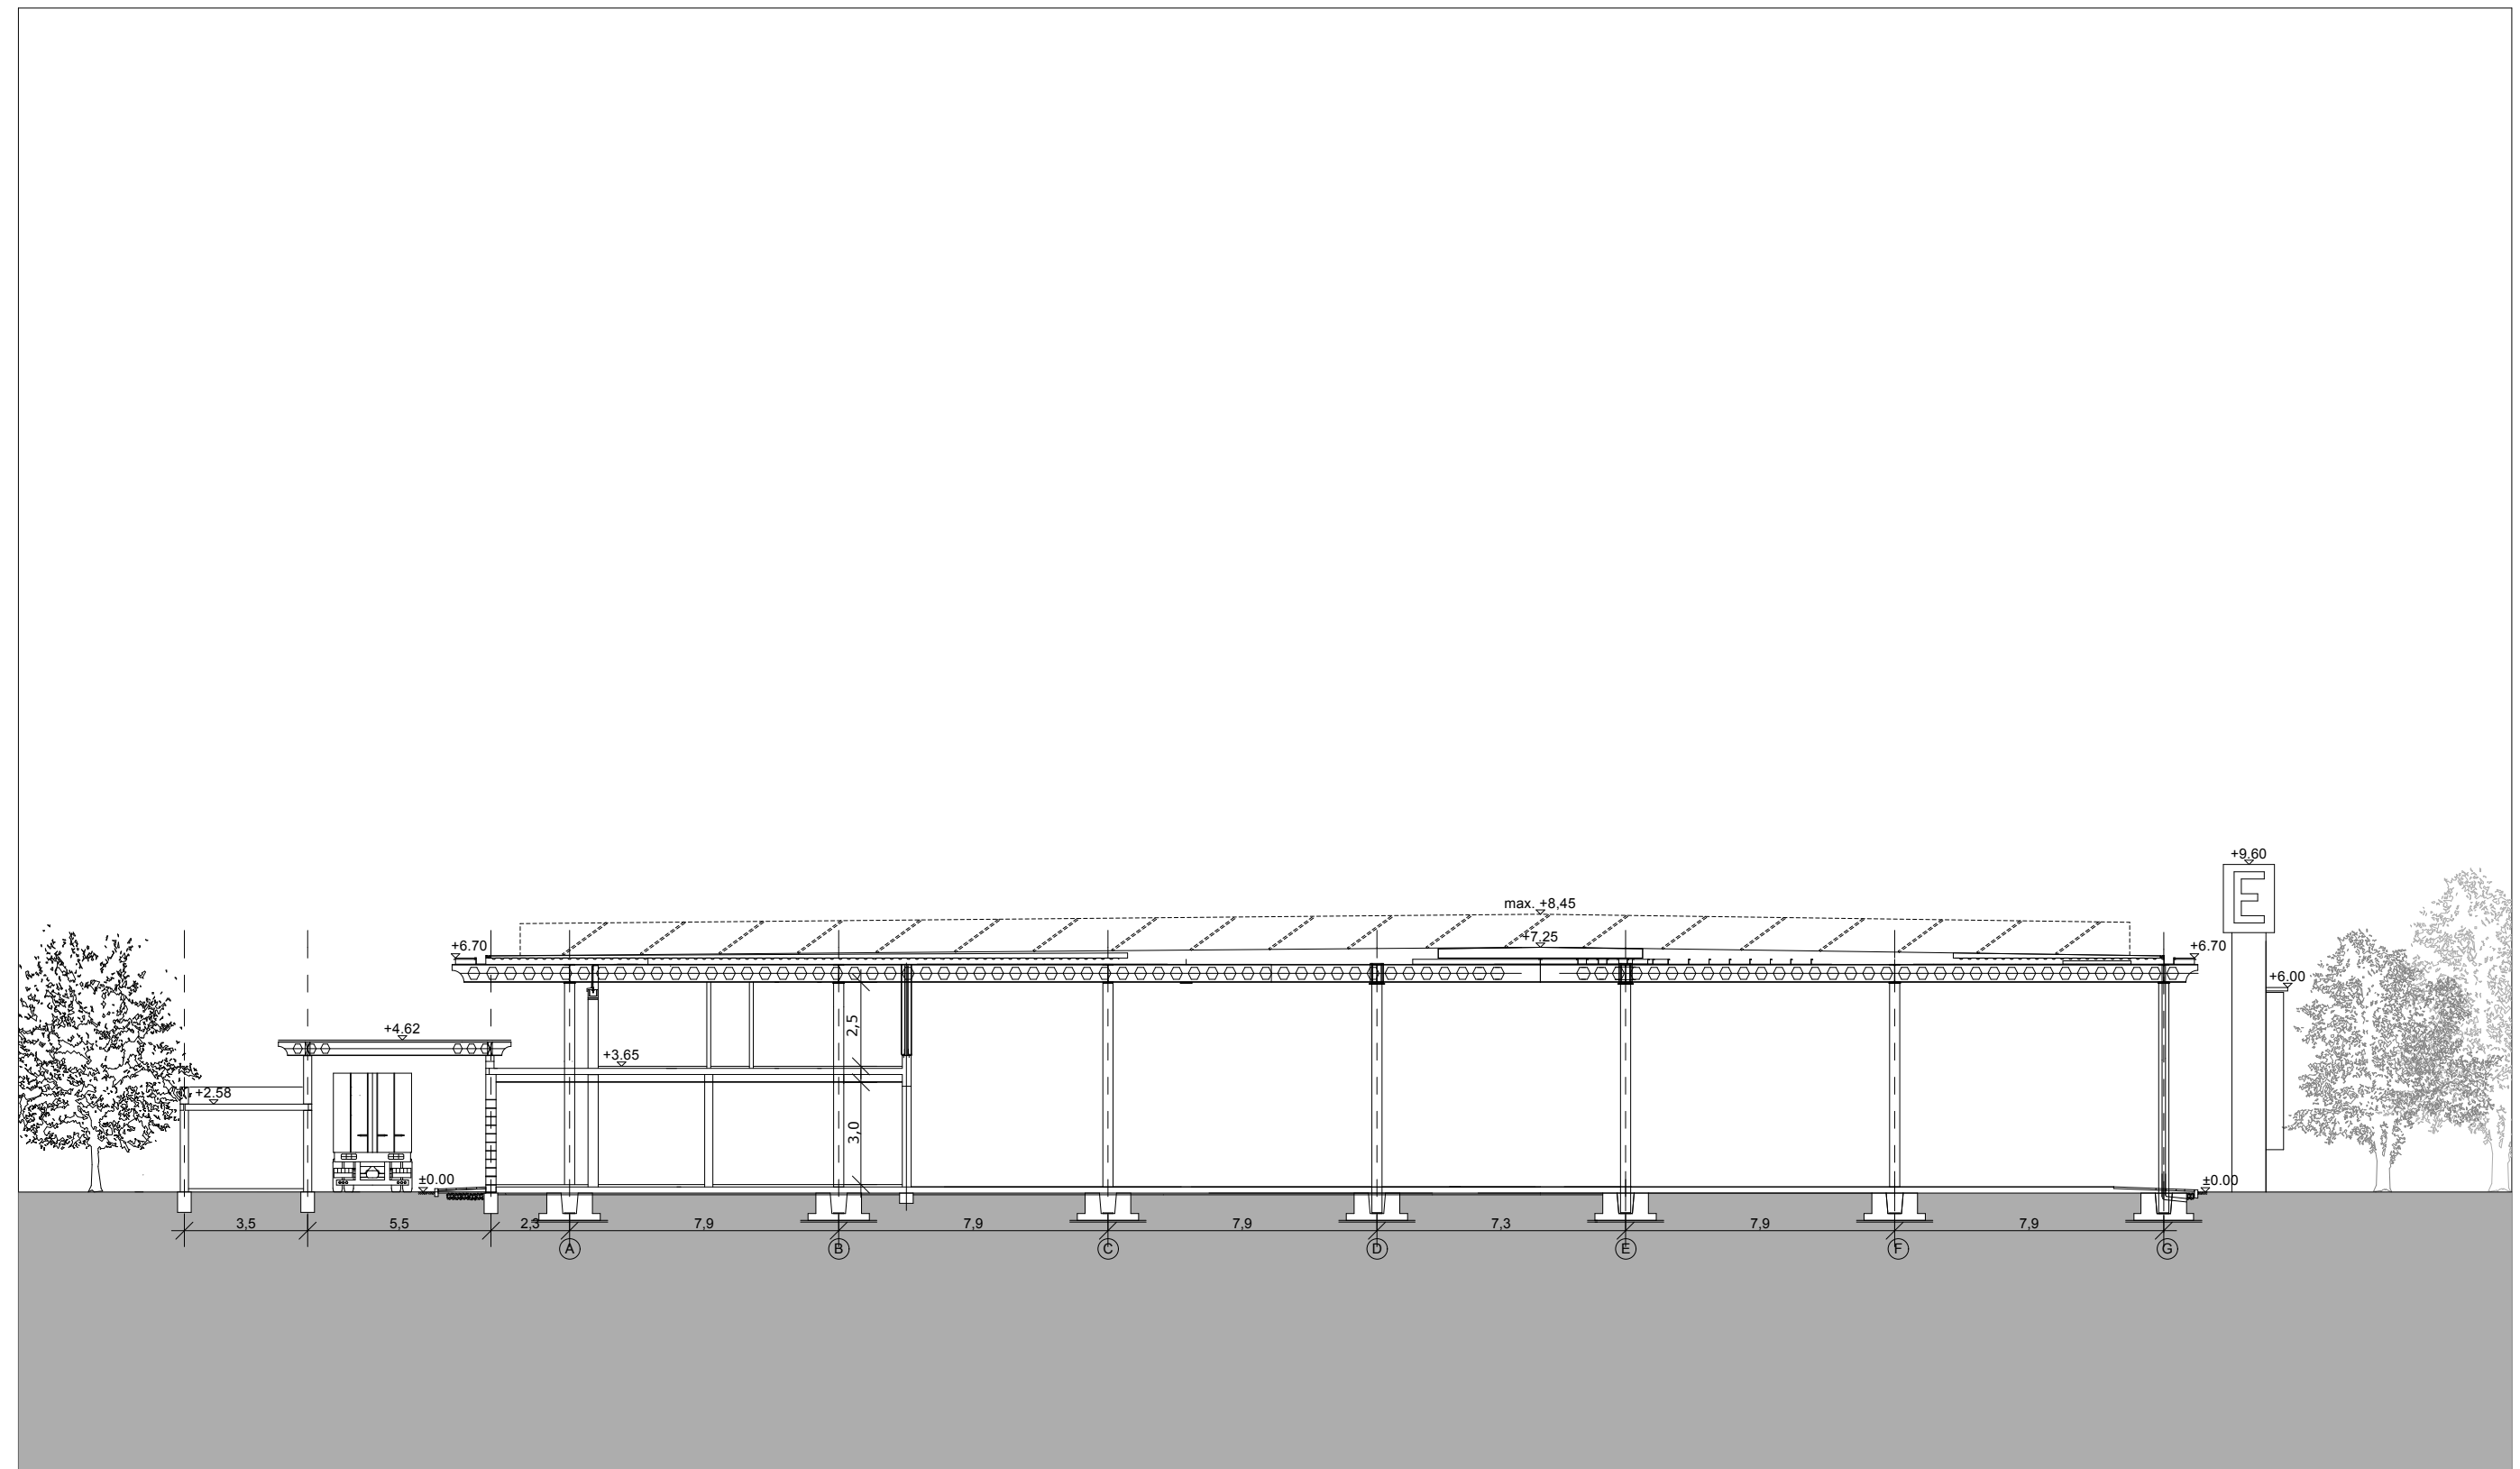 +9.60
E
max. +8,45
+7.25
+6.70
+6.70
+6.00
+4.62
2,5
+3.65
+2.58
3,0
±0.00
±0.00
3,5
5,5
2,3
7,9
7,9
7,9
7,3
7,9
7,9
A
B
C
D
E
F
G